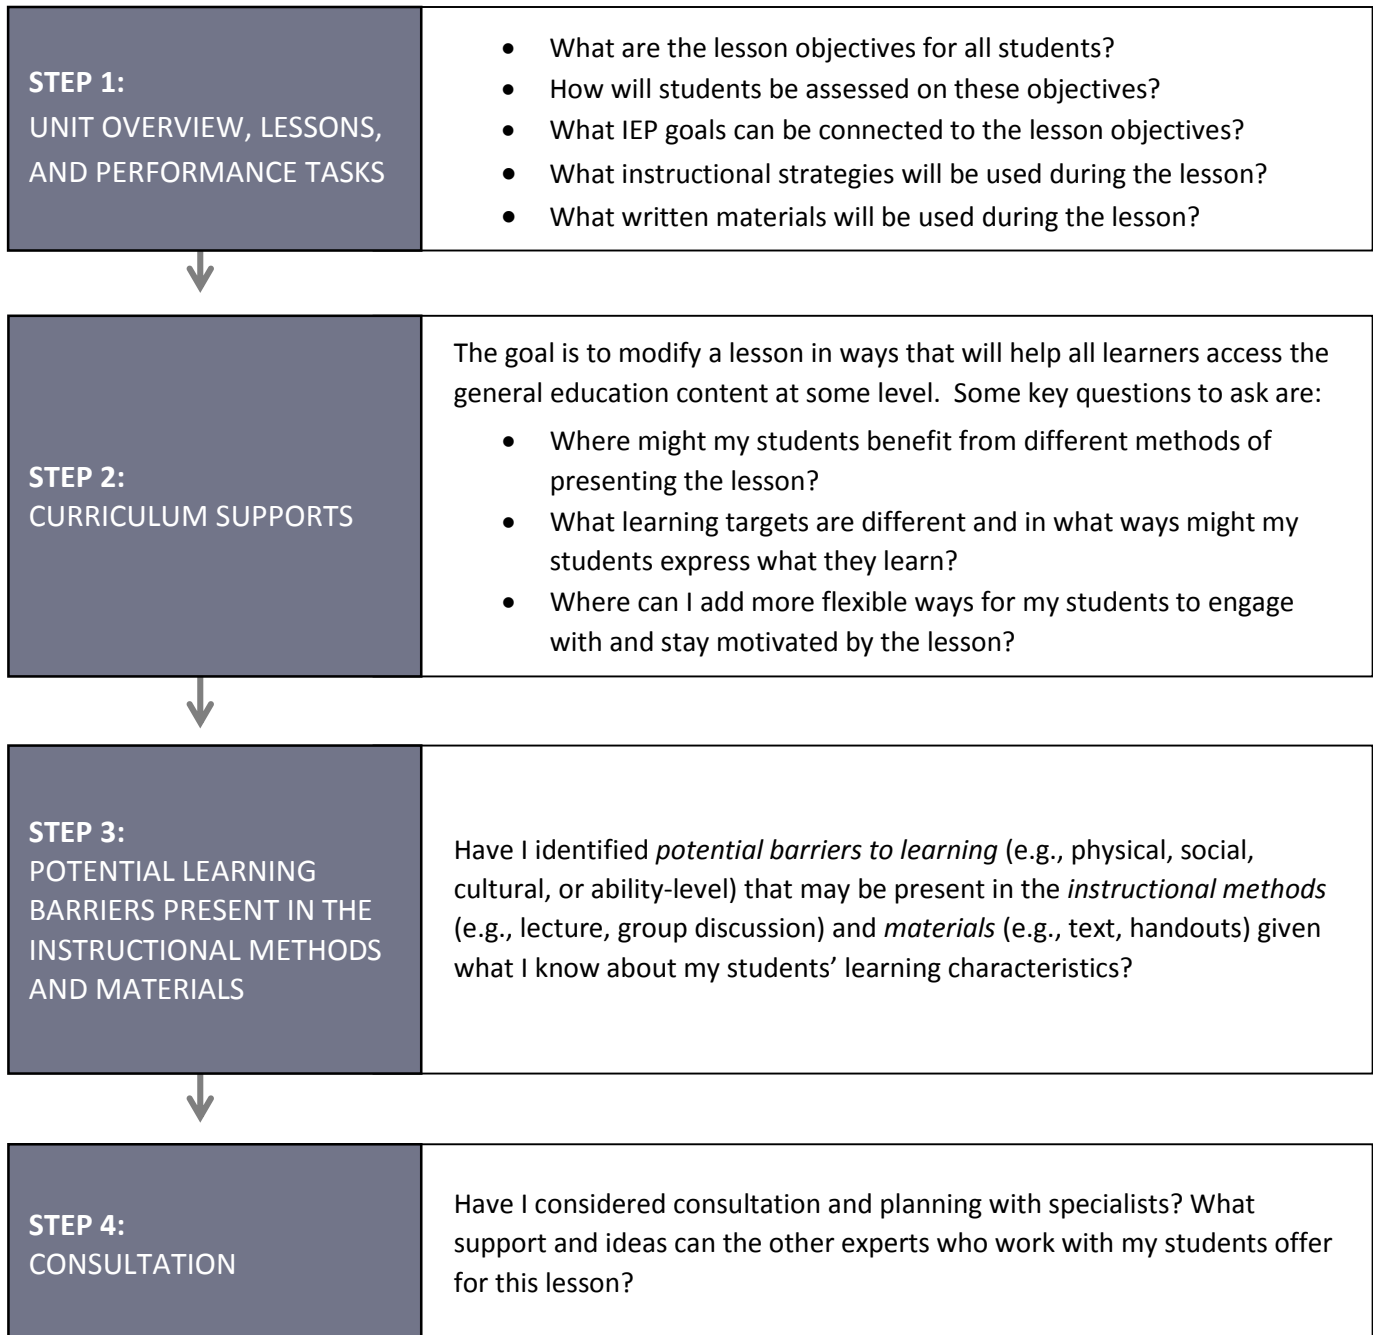 STEP 1:
UNIT OVERVIEW, LESSONS,
AND PERFORMANCE TASKS
• What are the lesson objectives for all students?
• How will students be assessed on these objectives?
• What IEP goals can be connected to the lesson objectives?
• What instructional strategies will be used during the lesson?
• What written materials will be used during the lesson?
STEP 2:
CURRICULUM SUPPORTS
The goal is to modify a lesson in ways that will help all learners access the
general education content at some level.  Some key questions to ask are:
• Where might my students benefit from different methods of
presenting the lesson?
• What learning targets are different and in what ways might my
students express what they learn?
• Where can I add more flexible ways for my students to engage
with and stay motivated by the lesson?
STEP 3:
POTENTIAL LEARNING
BARRIERS PRESENT IN THE
INSTRUCTIONAL METHODS
AND MATERIALS
Have I identified potential barriers to learning (e.g., physical, social,
cultural, or ability-level) that may be present in the instructional methods
(e.g., lecture, group discussion) and materials (e.g., text, handouts) given
what I know about my students’ learning characteristics?
STEP 4:
CONSULTATION
Have I considered consultation and planning with specialists? What
support and ideas can the other experts who work with my students offer
for this lesson?